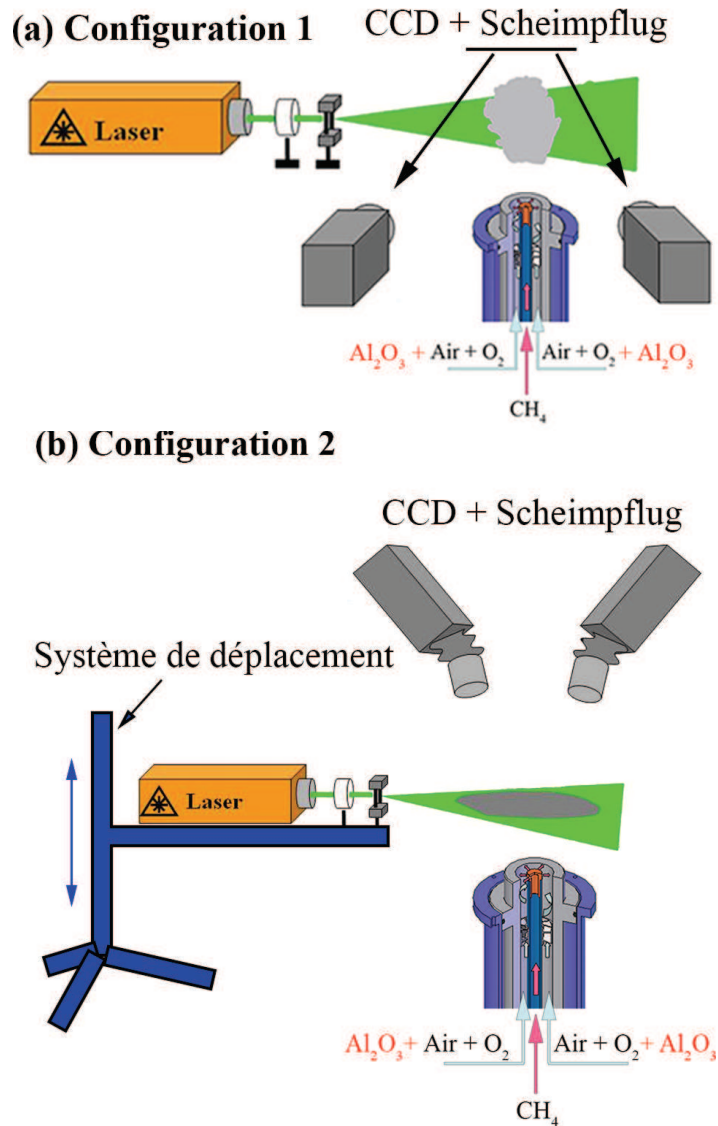 (a) Configuration 1
CCD + Scheimpflug
Laser
Al₂O₃ + Air + O₂
Air + O₂ + Al₂O₃
CH₄
(b) Configuration 2
CCD + Scheimpflug
Système de déplacement
Laser
Al₂O₃+ Air + O₂
Air + O₂ + Al₂O₃
CH₄